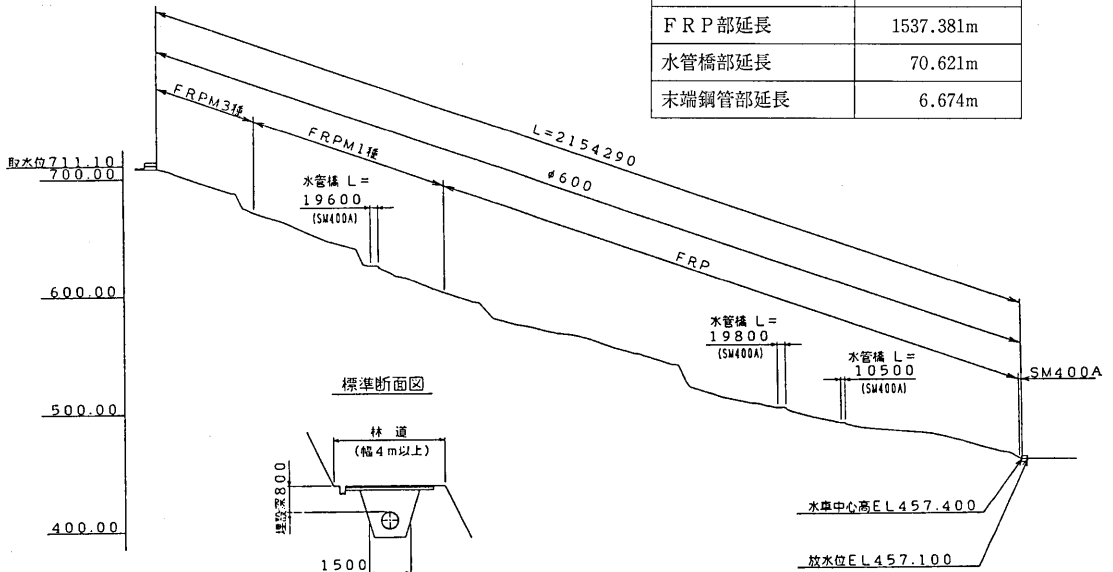 FRP部延長 1537.381m
水管橋部延長 70.621m
末端鋼管部延長 6.674m
L=2154290
φ600
FRPM3種
FRPM1種
FRP
取水位711.10
700.00
600.00
500.00
400.00
水管橋 L=
19600
(SM400A)
水管橋 L=
19800
(SM400A)
水管橋 L=
10500
(SM400A)
SM400A
標準断面図
林道
(幅4m以上)
埋設深800
1500
水車中心高EL457.400
放水位EL457.100